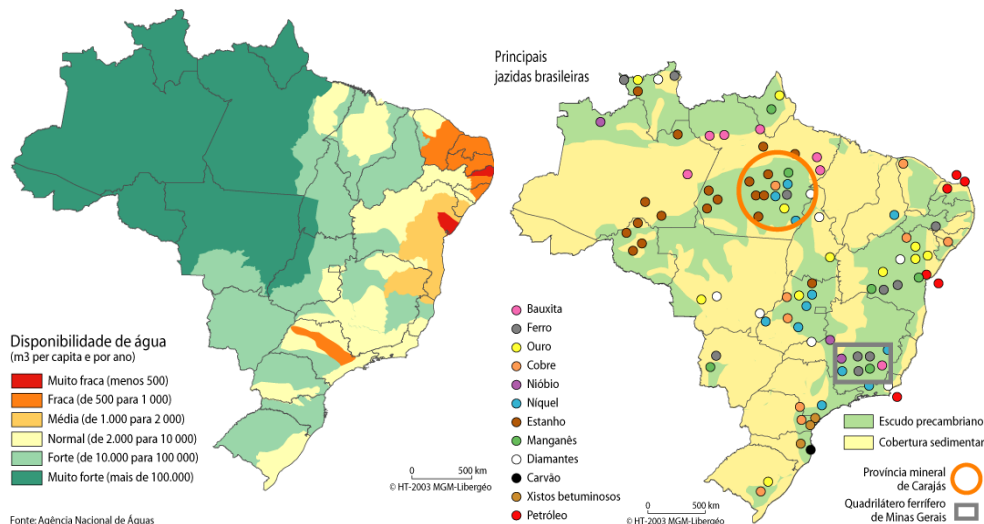 Disponibilidade de água
(m3 per capita e por ano)
Muito fraca (menos 500)
Fraca (de 500 para 1 000)
Média (de 1.000 para 2 000)
Normal (de 2.000 para 10 000)
Forte (de 10.000 para 100 000)
Muito forte (mais de 100.000)
0 500 km
© HT-2003 MGM-Libergéo
Fonte: Agência Nacional de Águas
Principais
jazidas brasileiras
Bauxita
Ferro
Ouro
Cobre
Nióbio
Níquel
Estanho
Manganês
Diamantes
Carvão
Xistos betuminosos
Petróleo
Escudo precambriano
Cobertura sedimentar
Província mineral
de Carajás
Quadrilátero ferrífero
de Minas Gerais
0 500 km
© HT-2003 MGM-Libergéo